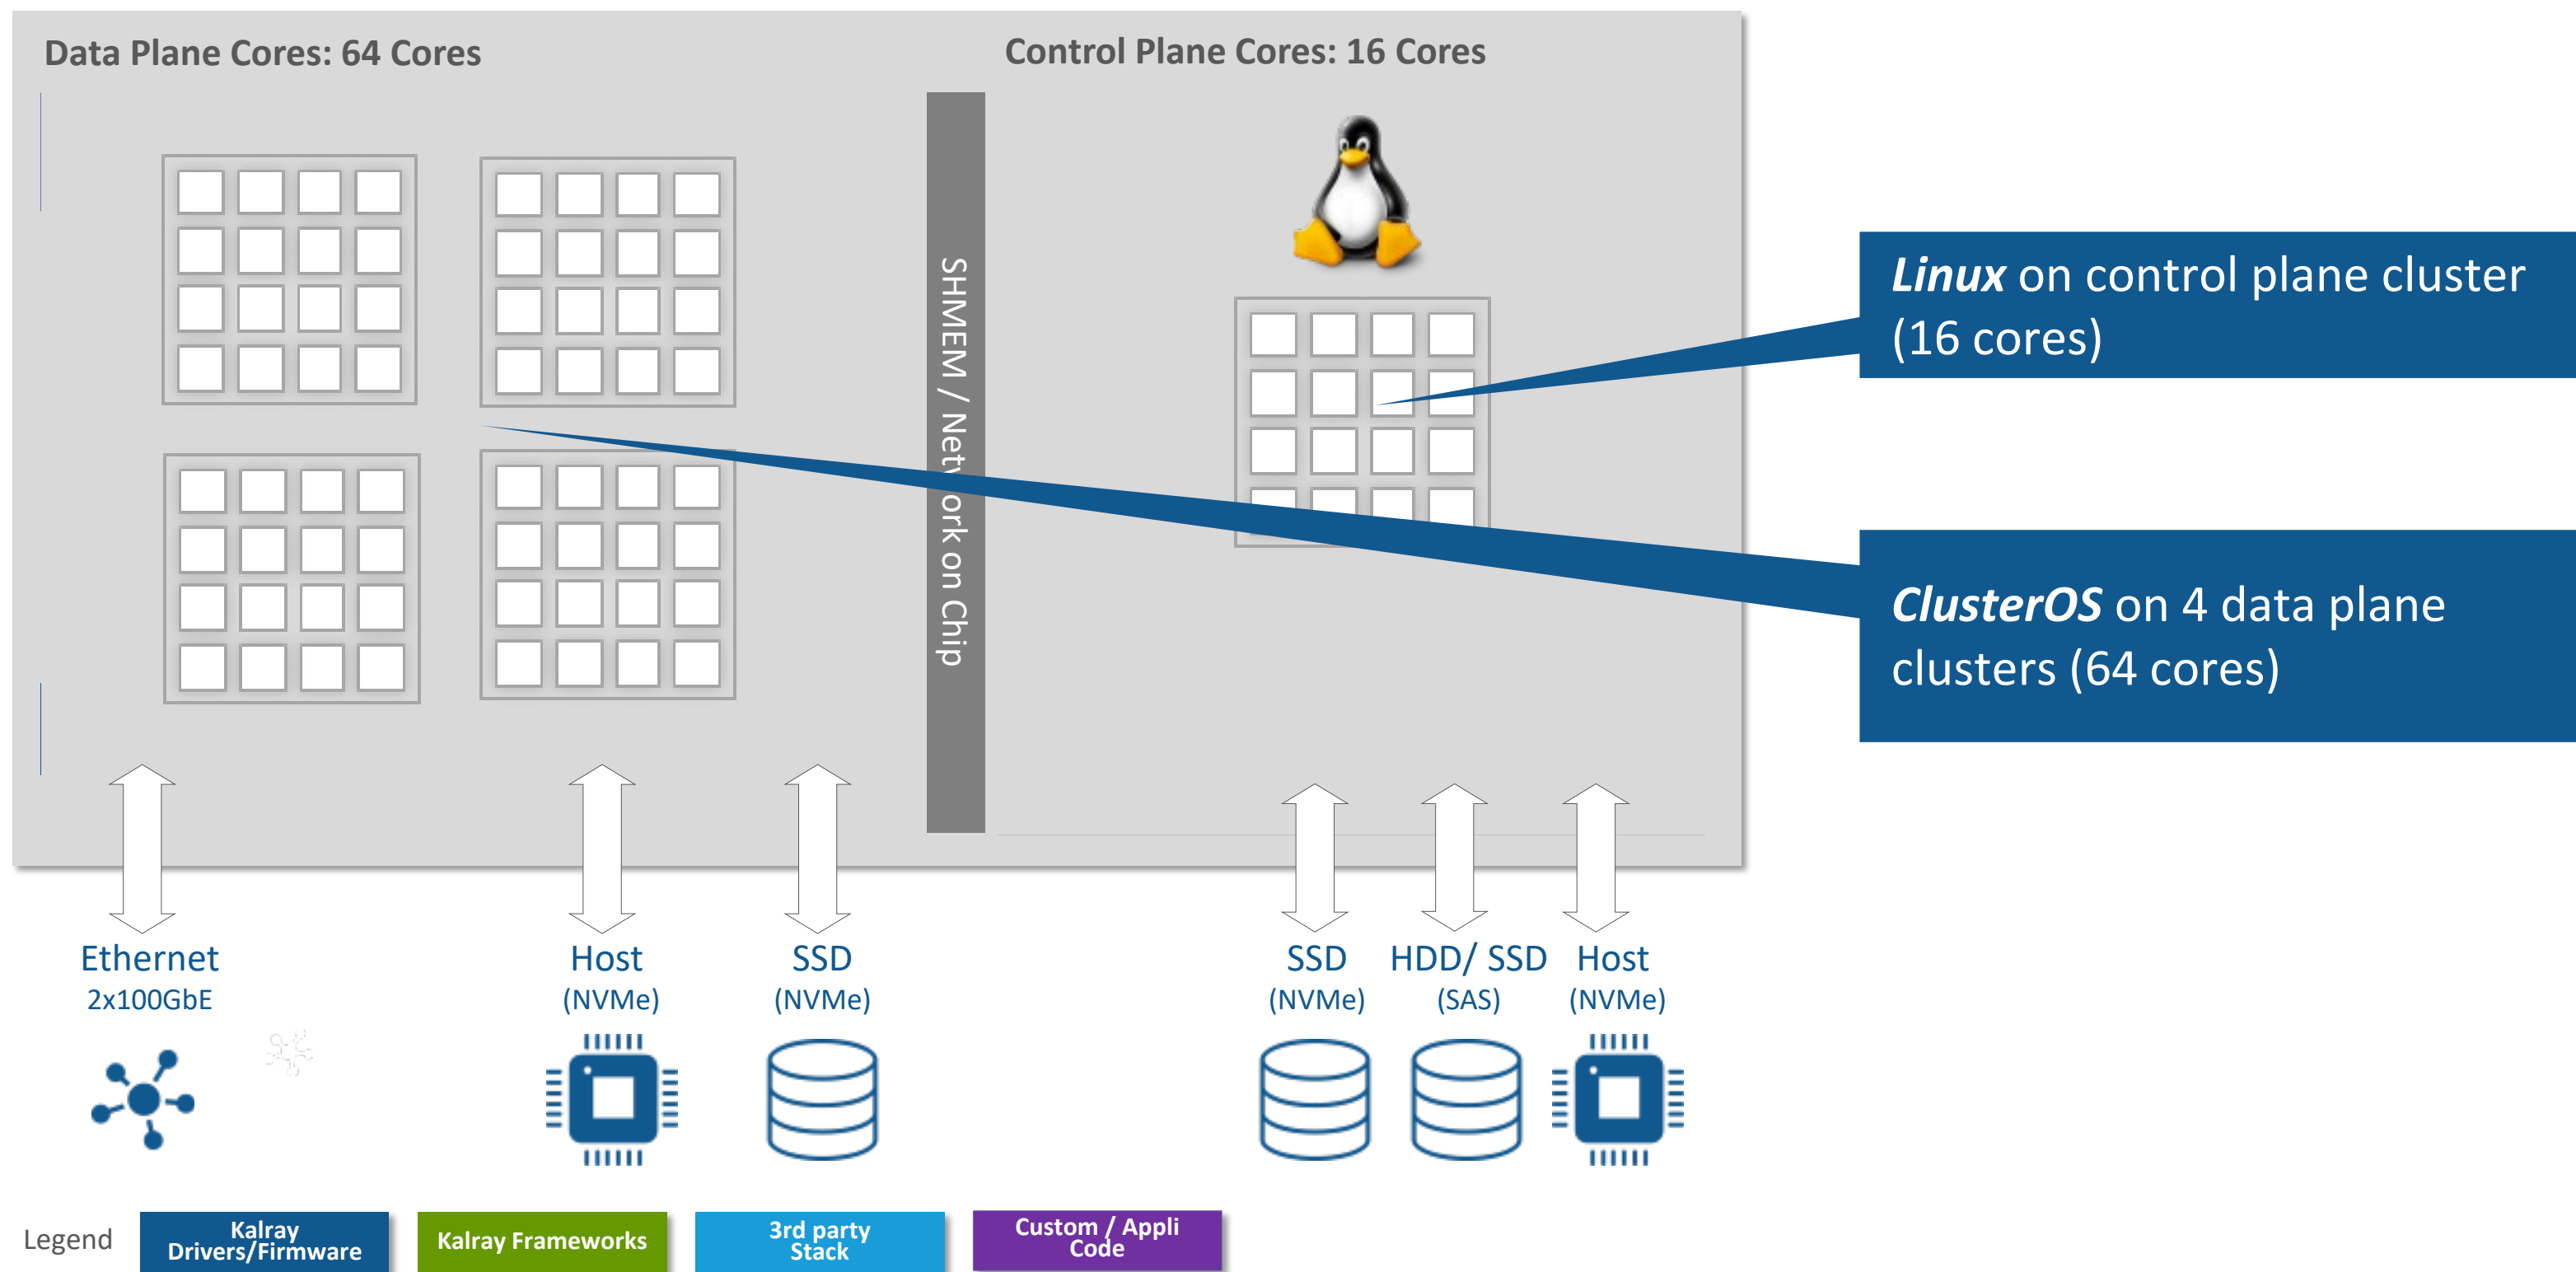 Data Plane Cores: 64 Cores
Control Plane Cores: 16 Cores
SHMEM / Network on Chip
Linux on control plane cluster
(16 cores)
ClusterOS on 4 data plane
clusters (64 cores)
Ethernet
2x100GbE
Host
(NVMe)
SSD
(NVMe)
SSD
(NVMe)
HDD/ SSD
(SAS)
Host
(NVMe)
Legend
Kalray
Drivers/Firmware
Kalray Frameworks
3rd party
Stack
Custom / Appli
Code